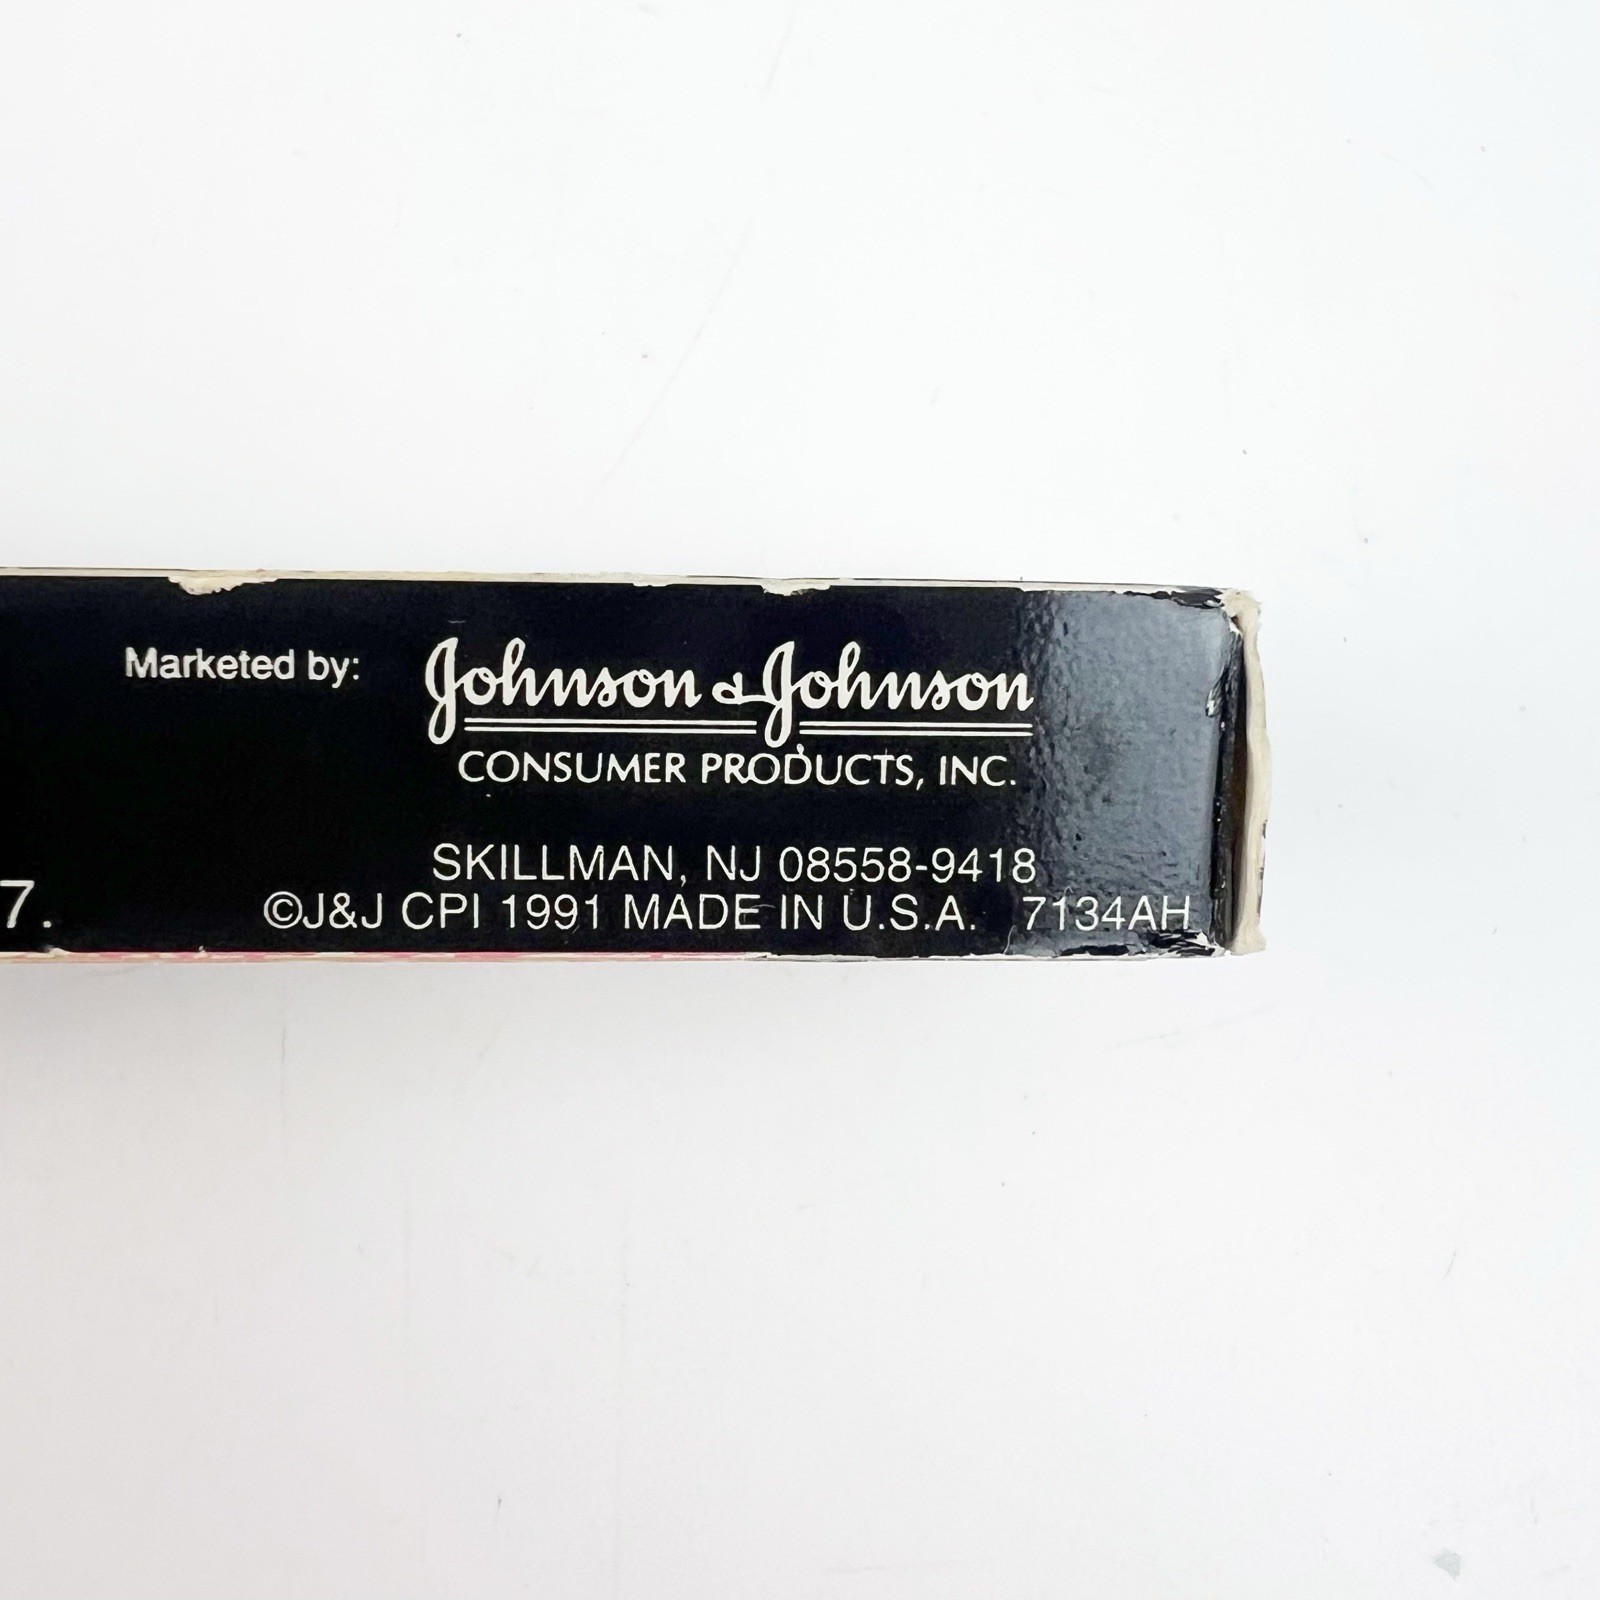 Marketed by: Johnson & Johnson
CONSUMER PRODUCTS, INC.
SKILLMAN, NJ 08558-9418
7. ©J&J CPI 1991 MADE IN U.S.A. 7134AH